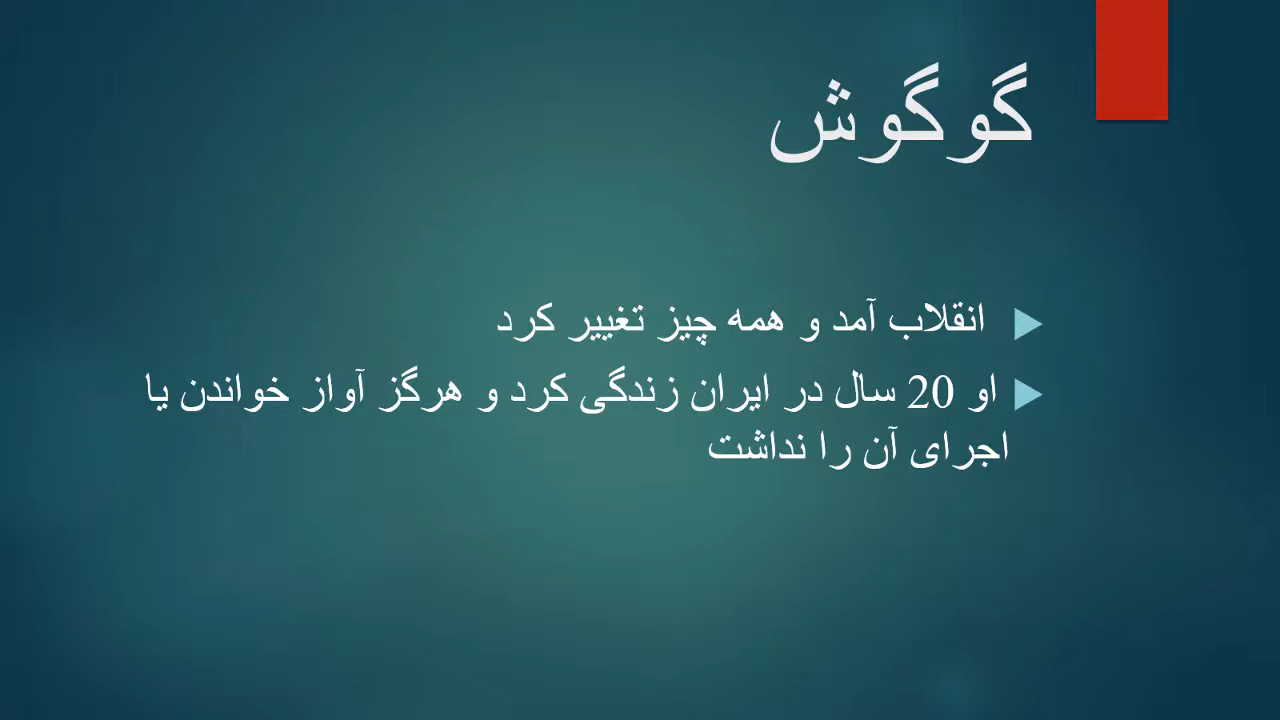 گوگوش
انقلاب آمد و همه چیز تغییر کرد
او 20 سال در ایران زندگی کرد و هرگز آواز خواندن یا
اجرای آن را نداشت